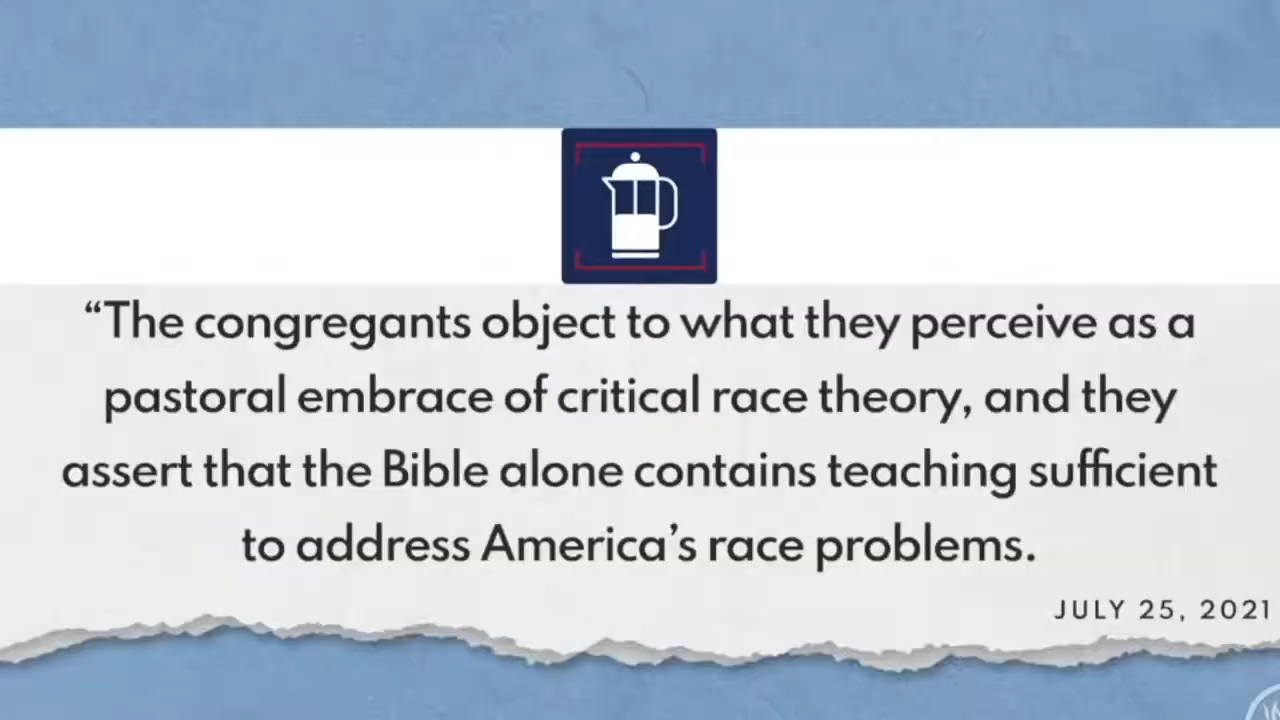 “The congregants object to what they perceive as a
pastoral embrace of critical race theory, and they
assert that the Bible alone contains teaching sufficient
to address America’s race problems.
JULY 25, 2021